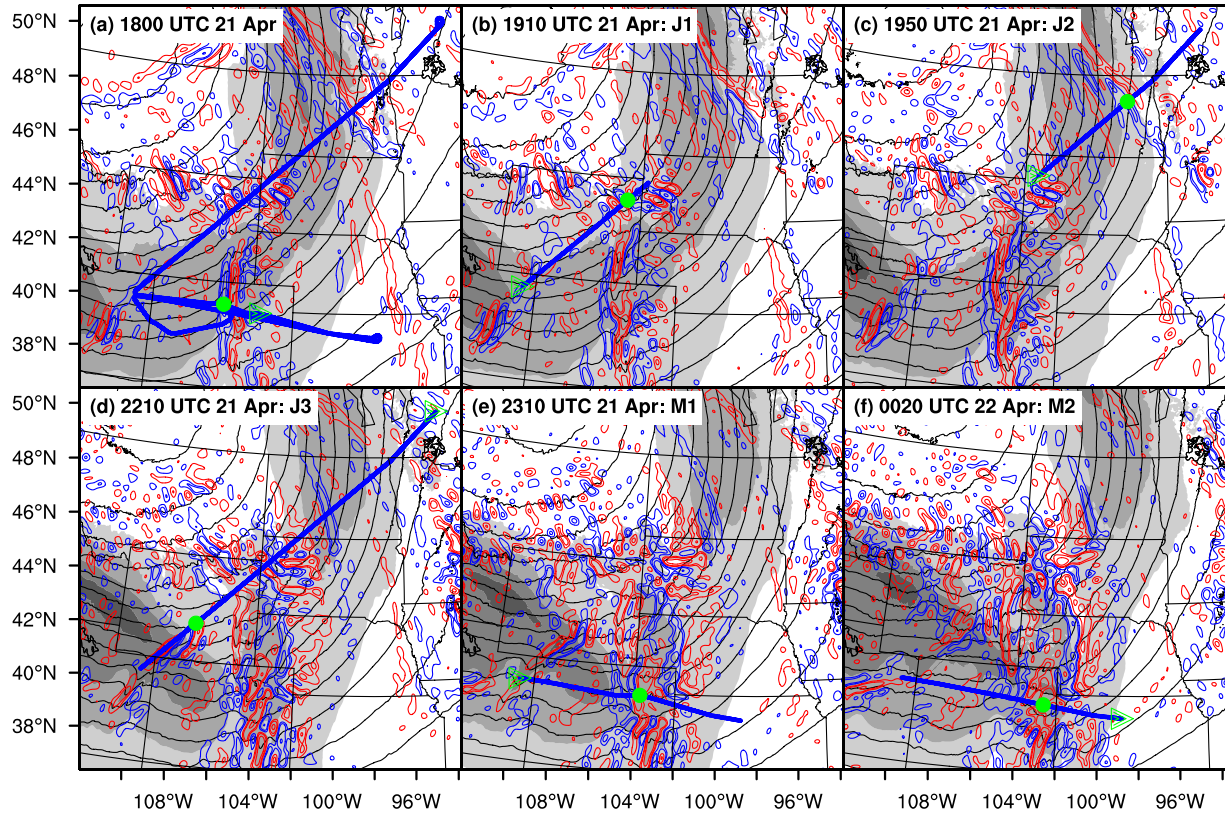 (a) 1800 UTC 21 Apr
(b) 1910 UTC 21 Apr: J1
(c) 1950 UTC 21 Apr: J2
50°N
48°N
46°N
44°N
42°N
40°N
38°N
(d) 2210 UTC 21 Apr: J3
(e) 2310 UTC 21 Apr: M1
(f) 0020 UTC 22 Apr: M2
50°N
48°N
46°N
44°N
42°N
40°N
38°N
108°W 104°W 100°W 96°W
108°W 104°W 100°W 96°W
108°W 104°W 100°W 96°W